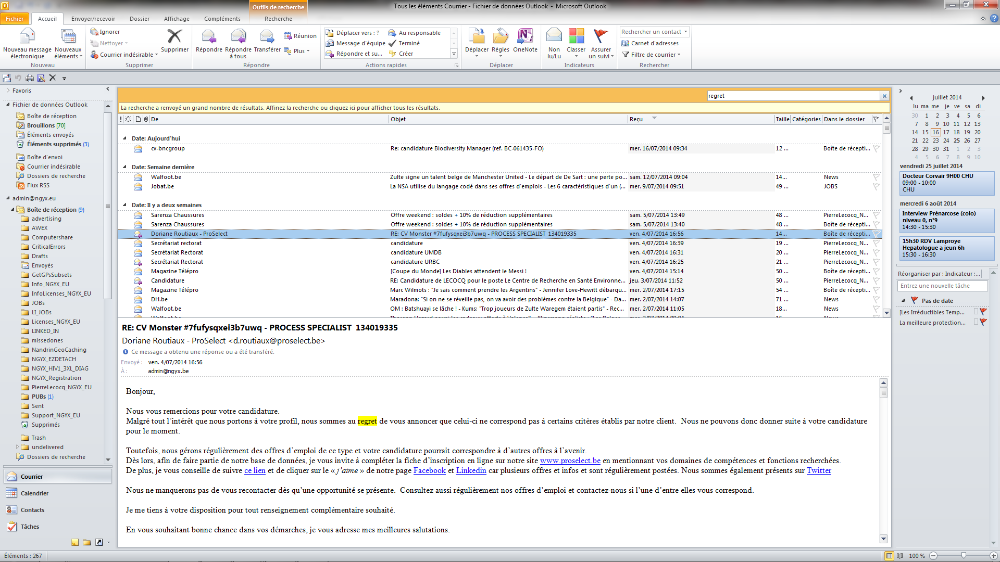 Outils de recherche
Tous les éléments Courrier - Fichier de données Outlook - Microsoft Outlook
Fichier Accueil Envoyer/recevoir Dossier Affichage Compléments Recherche
Nouveau message électronique
Nouveaux éléments
Nouveau
Ignorer
Nettoyer
Courrier indésirable
Supprimer
Supprimer
Répondre
Répondre à tous
Transférer
Réunion
Plus
Répondre
Déplacer vers : ?
Message d'équipe
Répondre et su...
Au responsable
Terminé
Créer
Actions rapides
Déplacer
Règles
OneNote
Déplacer
Non lu/Lu
Classer
Assurer un suivi
Indicateurs
Rechercher un contact
Carnet d'adresses
Filtre de courrier
Rechercher
Favoris
Fichier de données Outlook
Boîte de réception
Brouillons [70]
Éléments envoyés
Éléments supprimés (3)
Boîte d'envoi
Courrier indésirable
Dossiers de recherche
Flux RSS
admin@ngyx.eu
Boîte de réception (9)
advertising
AWEX
Computershare
CriticalErrors
Drafts
Envoyés
GetGPsSubsets
Info_NGYX_EU
InfoLicenses_NGYX_EU
JOBs
LI_JOBs
Licenses_NGYX_EU
LINKED_IN
missedones
NandrinGeoCaching
NGYX_EZDETACH
NGYX_HIV1_3XL_DIAG
NGYX_Registration
PierreLecocq_NGYX_EU
PUBs (1)
Sent
Support_NGYX_EU
Supprimés
Trash
undelivered
Dossiers de recherche
Courrier
Calendrier
Contacts
Tâches
regret
La recherche a renvoyé un grand nombre de résultats. Affinez la recherche ou cliquez ici pour afficher tous les résultats.
De Objet Reçu Taille Catégories Dans le dossier
Date: Aujourd'hui
cv-bncgroup Re: candidature Biodiversity Manager (ref. BC-061435-FO) mer. 16/07/2014 09:34 12 ... Boîte de récepti...
Date: Semaine dernière
Walfoot.be Zulte signe un talent belge de Manchester United - Le départ de De Sart : une perte po... sam. 12/07/2014 09:04 14... News
Jobat.be La NSA utilise du langage codé dans ses offres d'emplois - Les 6 caractéristiques d'un (... mer. 9/07/2014 09:51 49 ... JOBS
Date: Il y a deux semaines
Sarenza Chaussures Offre weekend : soldes + 10% de réduction supplémentaires sam. 5/07/2014 13:49 48 ... PierreLecocq_N...
Sarenza Chaussures Offre weekend : soldes + 10% de réduction supplémentaires sam. 5/07/2014 13:40 48 ... PierreLecocq_N...
Doriane Routiaux - ProSelect RE: CV Monster #7fufysqxei3b7uwq - PROCESS SPECIALIST 134019335 ven. 4/07/2014 16:56 14... Boîte de récepti...
Secrétariat rectorat candidature ven. 4/07/2014 16:39 19 ... PierreLecocq_N...
Secrétariat Rectorat candidature UMDB ven. 4/07/2014 16:31 20 ... PierreLecocq_N...
Secrétariat Rectorat candidature URBC ven. 4/07/2014 16:25 21 ... PierreLecocq_N...
Magazine Télépro [Coupe du Monde] Les Diables attendent le Messi ! ven. 4/07/2014 15:14 50 ... Boîte de récepti...
Candidature RE: Candidature de LECOCQ pour le poste Le Centre de Recherche en Santé Environne... jeu. 3/07/2014 11:52 50 ... PierreLecocq_N...
Magazine Télépro Marc Wilmots : "Je sais comment prendre les Argentins" - Jennifer Love-Hewitt débarqu... mer. 2/07/2014 17:15 54 ... Boîte de récepti...
DH.be Maradona: "Si on ne se réveille pas, on va avoir des problèmes contre la Belgique" - Da... mer. 2/07/2014 14:07 71 ... News
Walfoot.be OM : Batshuayi se lâche ! - Kums: "Trop joueurs de Zulte Waregem étaient partis" - Rec... mer. 2/07/2014 11:05 18... News
RE: CV Monster #7fufysqxei3b7uwq - PROCESS SPECIALIST 134019335
Doriane Routiaux - ProSelect <d.routiaux@proselect.be>
Ce message a obtenu une réponse ou a été transféré.
Envoyé : ven. 4/07/2014 16:56
À : admin@ngyx.be
Bonjour,
Nous vous remercions pour votre candidature.
Malgré tout l'intérêt que nous portons à votre profil, nous sommes au regret de vous annoncer que celui-ci ne correspond pas à certains critères établis par notre client. Nous ne pouvons donc donner suite à votre candidature
pour le moment.
Toutefois, nous gérons régulièrement des offres d'emploi de ce type et votre candidature pourrait correspondre à d'autres offres à l'avenir.
Dès lors, afin de faire partie de notre base de données, je vous invite à compléter la fiche d'inscription en ligne sur notre site www.proselect.be en mentionnant vos domaines de compétences et fonctions recherchées.
De plus, je vous conseille de suivre ce lien et de cliquer sur le « j'aime » de notre page Facebook et Linkedin car plusieurs offres et infos et sont régulièrement postées. Nous sommes également présents sur Twitter
Nous ne manquerons pas de vous recontacter dès qu'une opportunité se présente. Consultez aussi régulièrement nos offres d'emploi et contactez-nous si l'une d'entre elles vous correspond.
Je me tiens à votre disposition pour tout renseignement complémentaire souhaité.
En vous souhaitant bonne chance dans vos démarches, je vous adresse mes meilleures salutations.
juillet 2014
lu ma me je ve sa di
30 1 2 3 4 5 6
7 8 9 10 11 12 13
14 15 16 17 18 19 20
21 22 23 24 25 26 27
28 29 30 31 1 2 3
4 5 6 7 8 9 10
vendredi 25 juillet 2014
Docteur Corvair 9H00 CHU
09:00 - 10:00
CHU
mercredi 6 août 2014
Interview Prénarcose (colo)
niveau 0, n°9
14:30 - 15:30
15h30 RDV Lamproye
Hepatologue a jeun 6h
15:30 - 16:30
Réorganiser par : Indicateur :...
Entrez une nouvelle tâche
Pas de date
[Les Irréductibles Temp...
La meilleure protection...
Éléments : 267
100 %